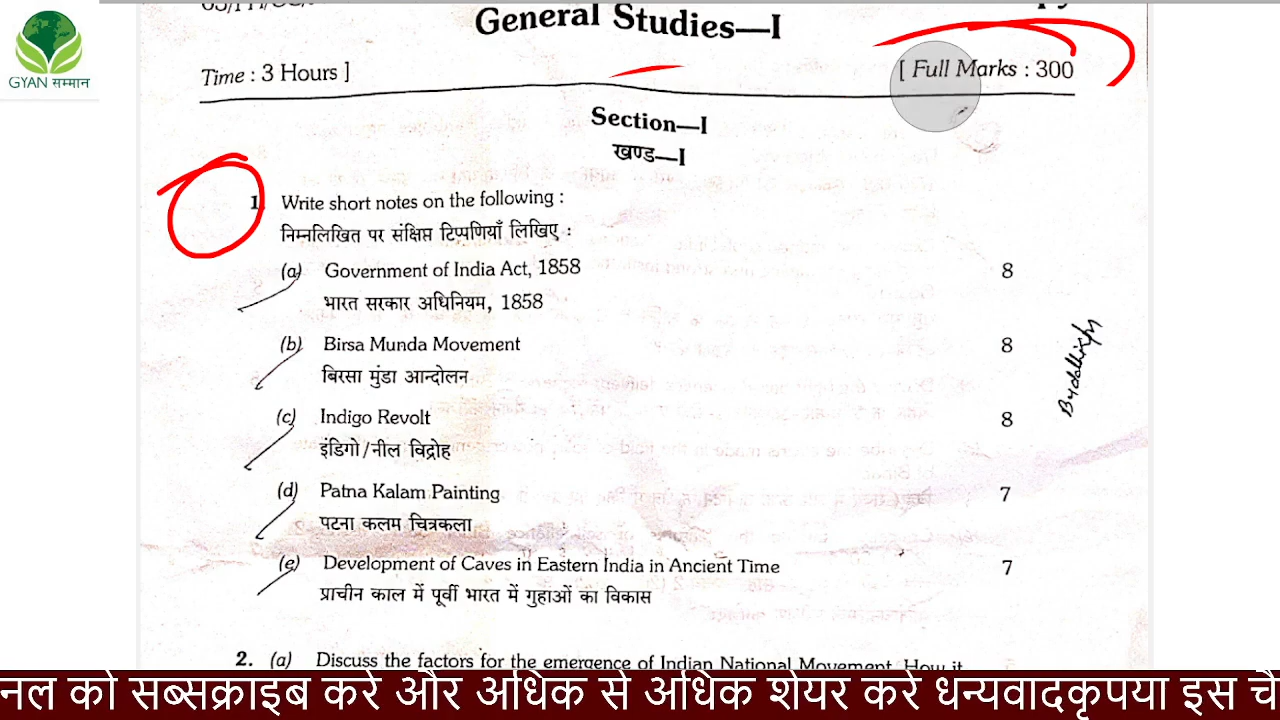 GYAN सम्मान
General Studies—I
Time : 3 Hours ]
[ Full Marks : 300
Section—I
खण्ड—I
1. Write short notes on the following :
निम्नलिखित पर संक्षिप्त टिप्पणियाँ लिखिए :
(a) Government of India Act, 1858 8
भारत सरकार अधिनियम, 1858
(b) Birsa Munda Movement 8
बिरसा मुंडा आन्दोलन
(c) Indigo Revolt 8
इंडिगो/नील विद्रोह
(d) Patna Kalam Painting 7
पटना कलम चित्रकला
(e) Development of Caves in Eastern India in Ancient Time 7
प्राचीन काल में पूर्वी भारत में गुहाओं का विकास
2. (a) Discuss the factors for the emergence of Indian National Movement. How it
नल को सब्सक्राइब करे और अधिक से अधिक शेयर करे धन्यवादकृपया इस चै